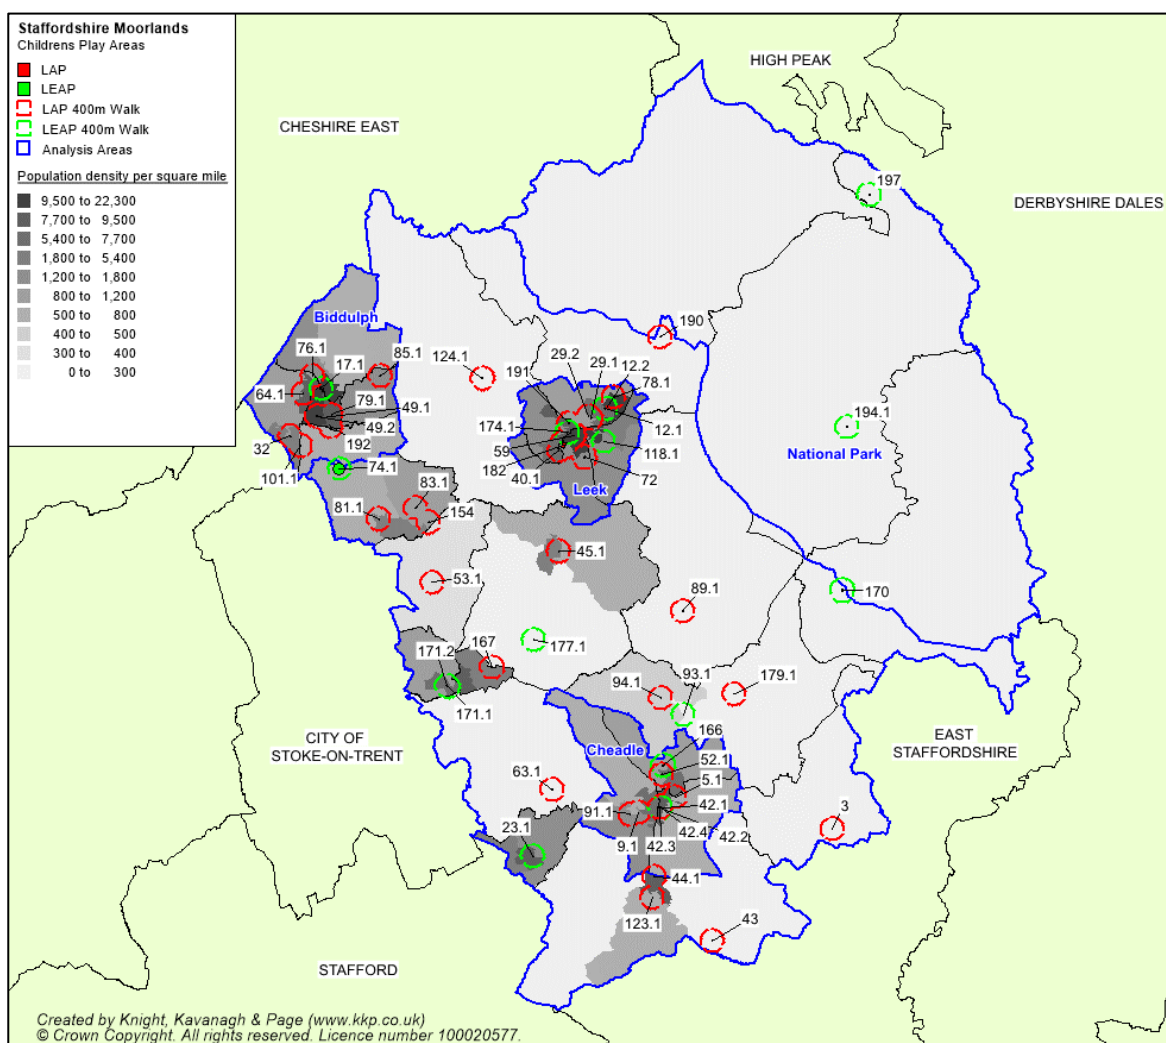 Staffordshire Moorlands
Childrens Play Areas
LAP
LEAP
LAP 400m Walk
LEAP 400m Walk
Analysis Areas
Population density per square mile
9,500 to 22,300
7,700 to 9,500
5,400 to 7,700
1,800 to 5,400
1,200 to 1,800
800 to 1,200
500 to 800
400 to 500
300 to 400
0 to 300
HIGH PEAK
CHESHIRE EAST
197
DERBYSHIRE DALES
Biddulph
190
76.1
17.1
85.1
124.1
29.2
29.1
12.2
78.1
191
64.1
79.1
49.1
49.2
174.1
12.1
194.1
59
118.1
National Park
32
192
182
101.1
74.1
40.1
72
Leek
83.1
81.1
154
45.1
53.1
89.1
170
171.2
167
177.1
171.1
94.1
93.1
179.1
CITY OF
STOKE-ON-TRENT
Cheadle
166
EAST
STAFFORDSHIRE
52.1
5.1
63.1
42.1
91.1
42.4
42.2
3
23.1
9.1
42.3
44.1
123.1
43
STAFFORD
Created by Knight, Kavanagh & Page (www.kkp.co.uk)
© Crown Copyright. All rights reserved. Licence number 100020577.